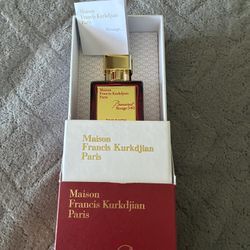 Maison
Francis Kurkdjian
Paris
Baccarat
Rouge 540
Maison
Francis Kurkdjian
Paris
Maison
Francis Kurkdjian
Paris